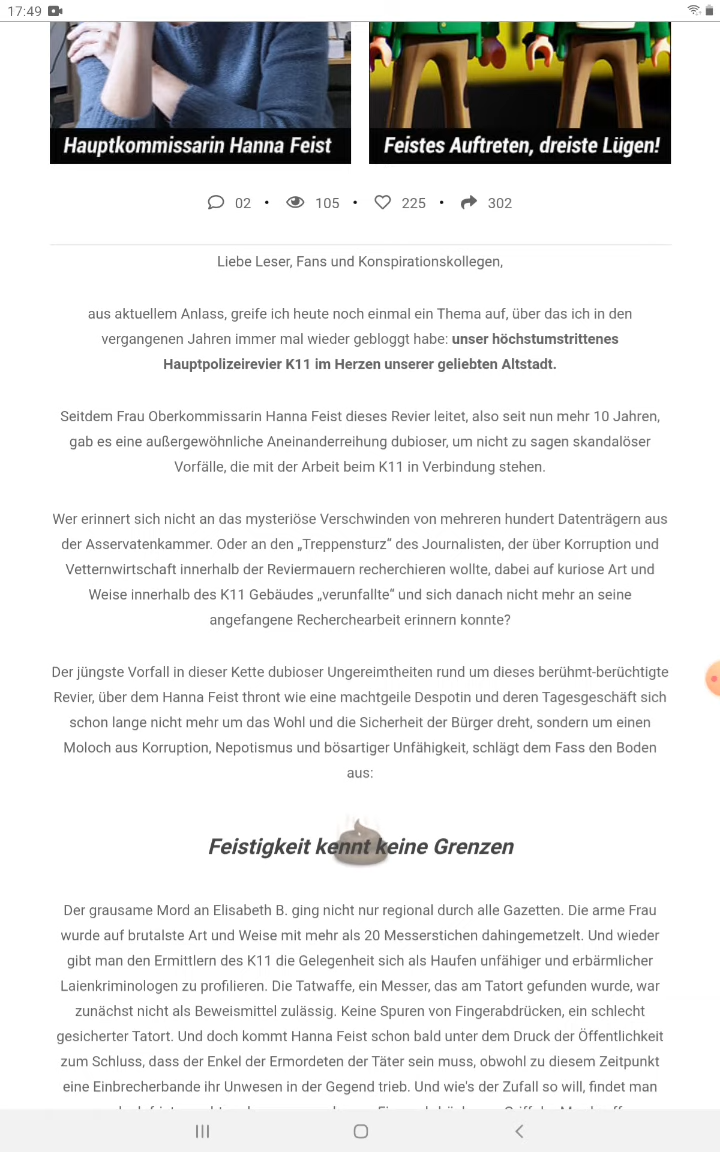 17:49
Hauptkommissarin Hanna Feist
Feistes Auftreten, dreiste Lügen!
02 • 105 • 225 • 302
Liebe Leser, Fans und Konspirationskollegen,
aus aktuellem Anlass, greife ich heute noch einmal ein Thema auf, über das ich in den
vergangenen Jahren immer mal wieder gebloggt habe: unser höchstumstrittenes
Hauptpolizeirevier K11 im Herzen unserer geliebten Altstadt.
Seitdem Frau Oberkommissarin Hanna Feist dieses Revier leitet, also seit nun mehr 10 Jahren,
gab es eine außergewöhnliche Aneinanderreihung dubioser, um nicht zu sagen skandalöser
Vorfälle, die mit der Arbeit beim K11 in Verbindung stehen.
Wer erinnert sich nicht an das mysteriöse Verschwinden von mehreren hundert Datenträgern aus
der Asservatenkammer. Oder an den „Treppensturz“ des Journalisten, der über Korruption und
Vetternwirtschaft innerhalb der Reviermauern recherchieren wollte, dabei auf kuriose Art und
Weise innerhalb des K11 Gebäudes „verunfallte“ und sich danach nicht mehr an seine
angefangene Recherchearbeit erinnern konnte?
Der jüngste Vorfall in dieser Kette dubioser Ungereimtheiten rund um dieses berühmt-berüchtigte
Revier, über dem Hanna Feist thront wie eine machtgeile Despotin und deren Tagesgeschäft sich
schon lange nicht mehr um das Wohl und die Sicherheit der Bürger dreht, sondern um einen
Moloch aus Korruption, Nepotismus und bösartiger Unfähigkeit, schlägt dem Fass den Boden
aus:
Feistigkeit kennt keine Grenzen
Der grausame Mord an Elisabeth B. ging nicht nur regional durch alle Gazetten. Die arme Frau
wurde auf brutalste Art und Weise mit mehr als 20 Messerstichen dahingemetzelt. Und wieder
gibt man den Ermittlern des K11 die Gelegenheit sich als Haufen unfähiger und erbärmlicher
Laienkriminologen zu profilieren. Die Tatwaffe, ein Messer, das am Tatort gefunden wurde, war
zunächst nicht als Beweismittel zulässig. Keine Spuren von Fingerabdrücken, ein schlecht
gesicherter Tatort. Und doch kommt Hanna Feist schon bald unter dem Druck der Öffentlichkeit
zum Schluss, dass der Enkel der Ermordeten der Täter sein muss, obwohl zu diesem Zeitpunkt
eine Einbrecherbande ihr Unwesen in der Gegend trieb. Und wie's der Zufall so will, findet man